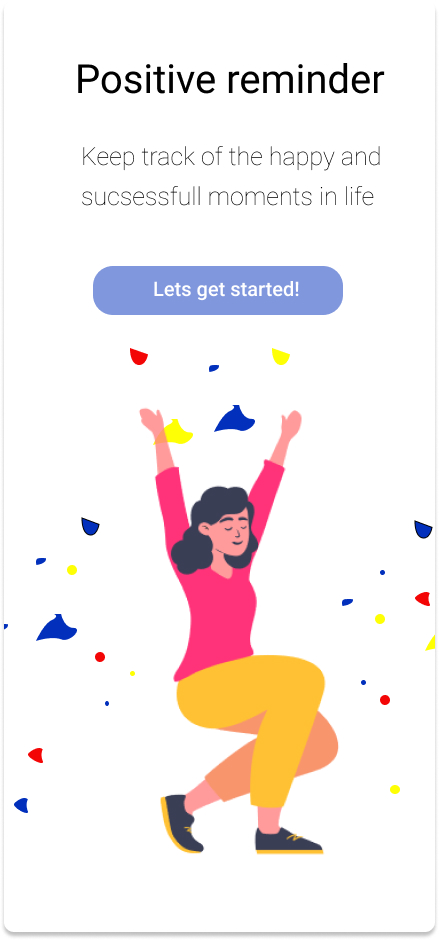 Positive reminder
Keep track of the happy and
sucsessfull moments in life
Lets get started!